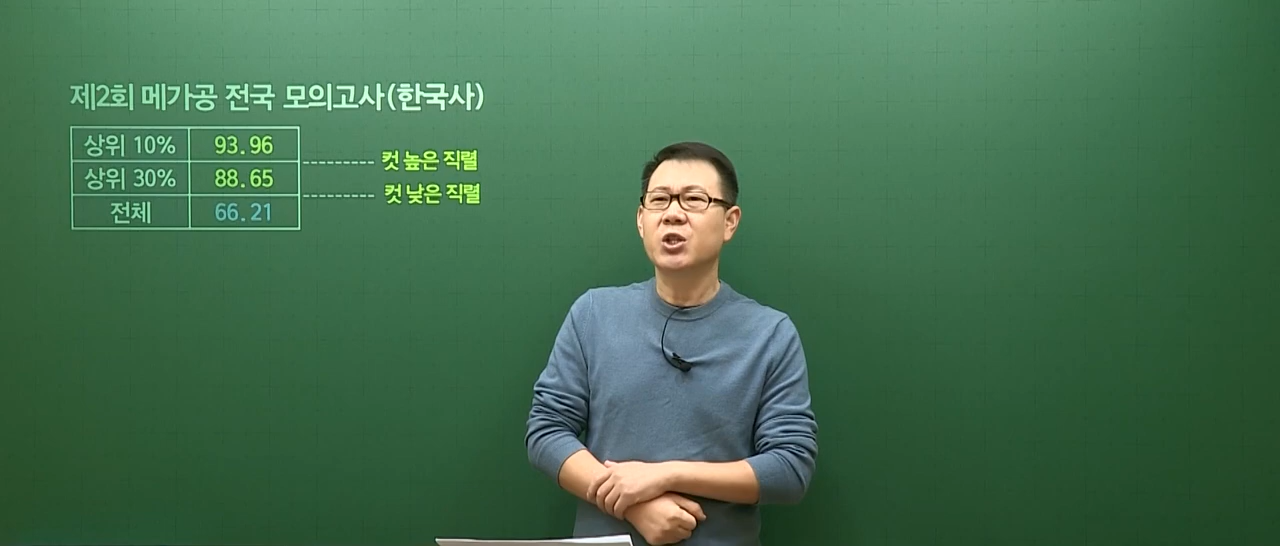 제2회 메가공 전국 모의고사(한국사)
상위 10% 93.96
컷 높은 직렬
상위 30% 88.65
컷 낮은 직렬
전체 66.21